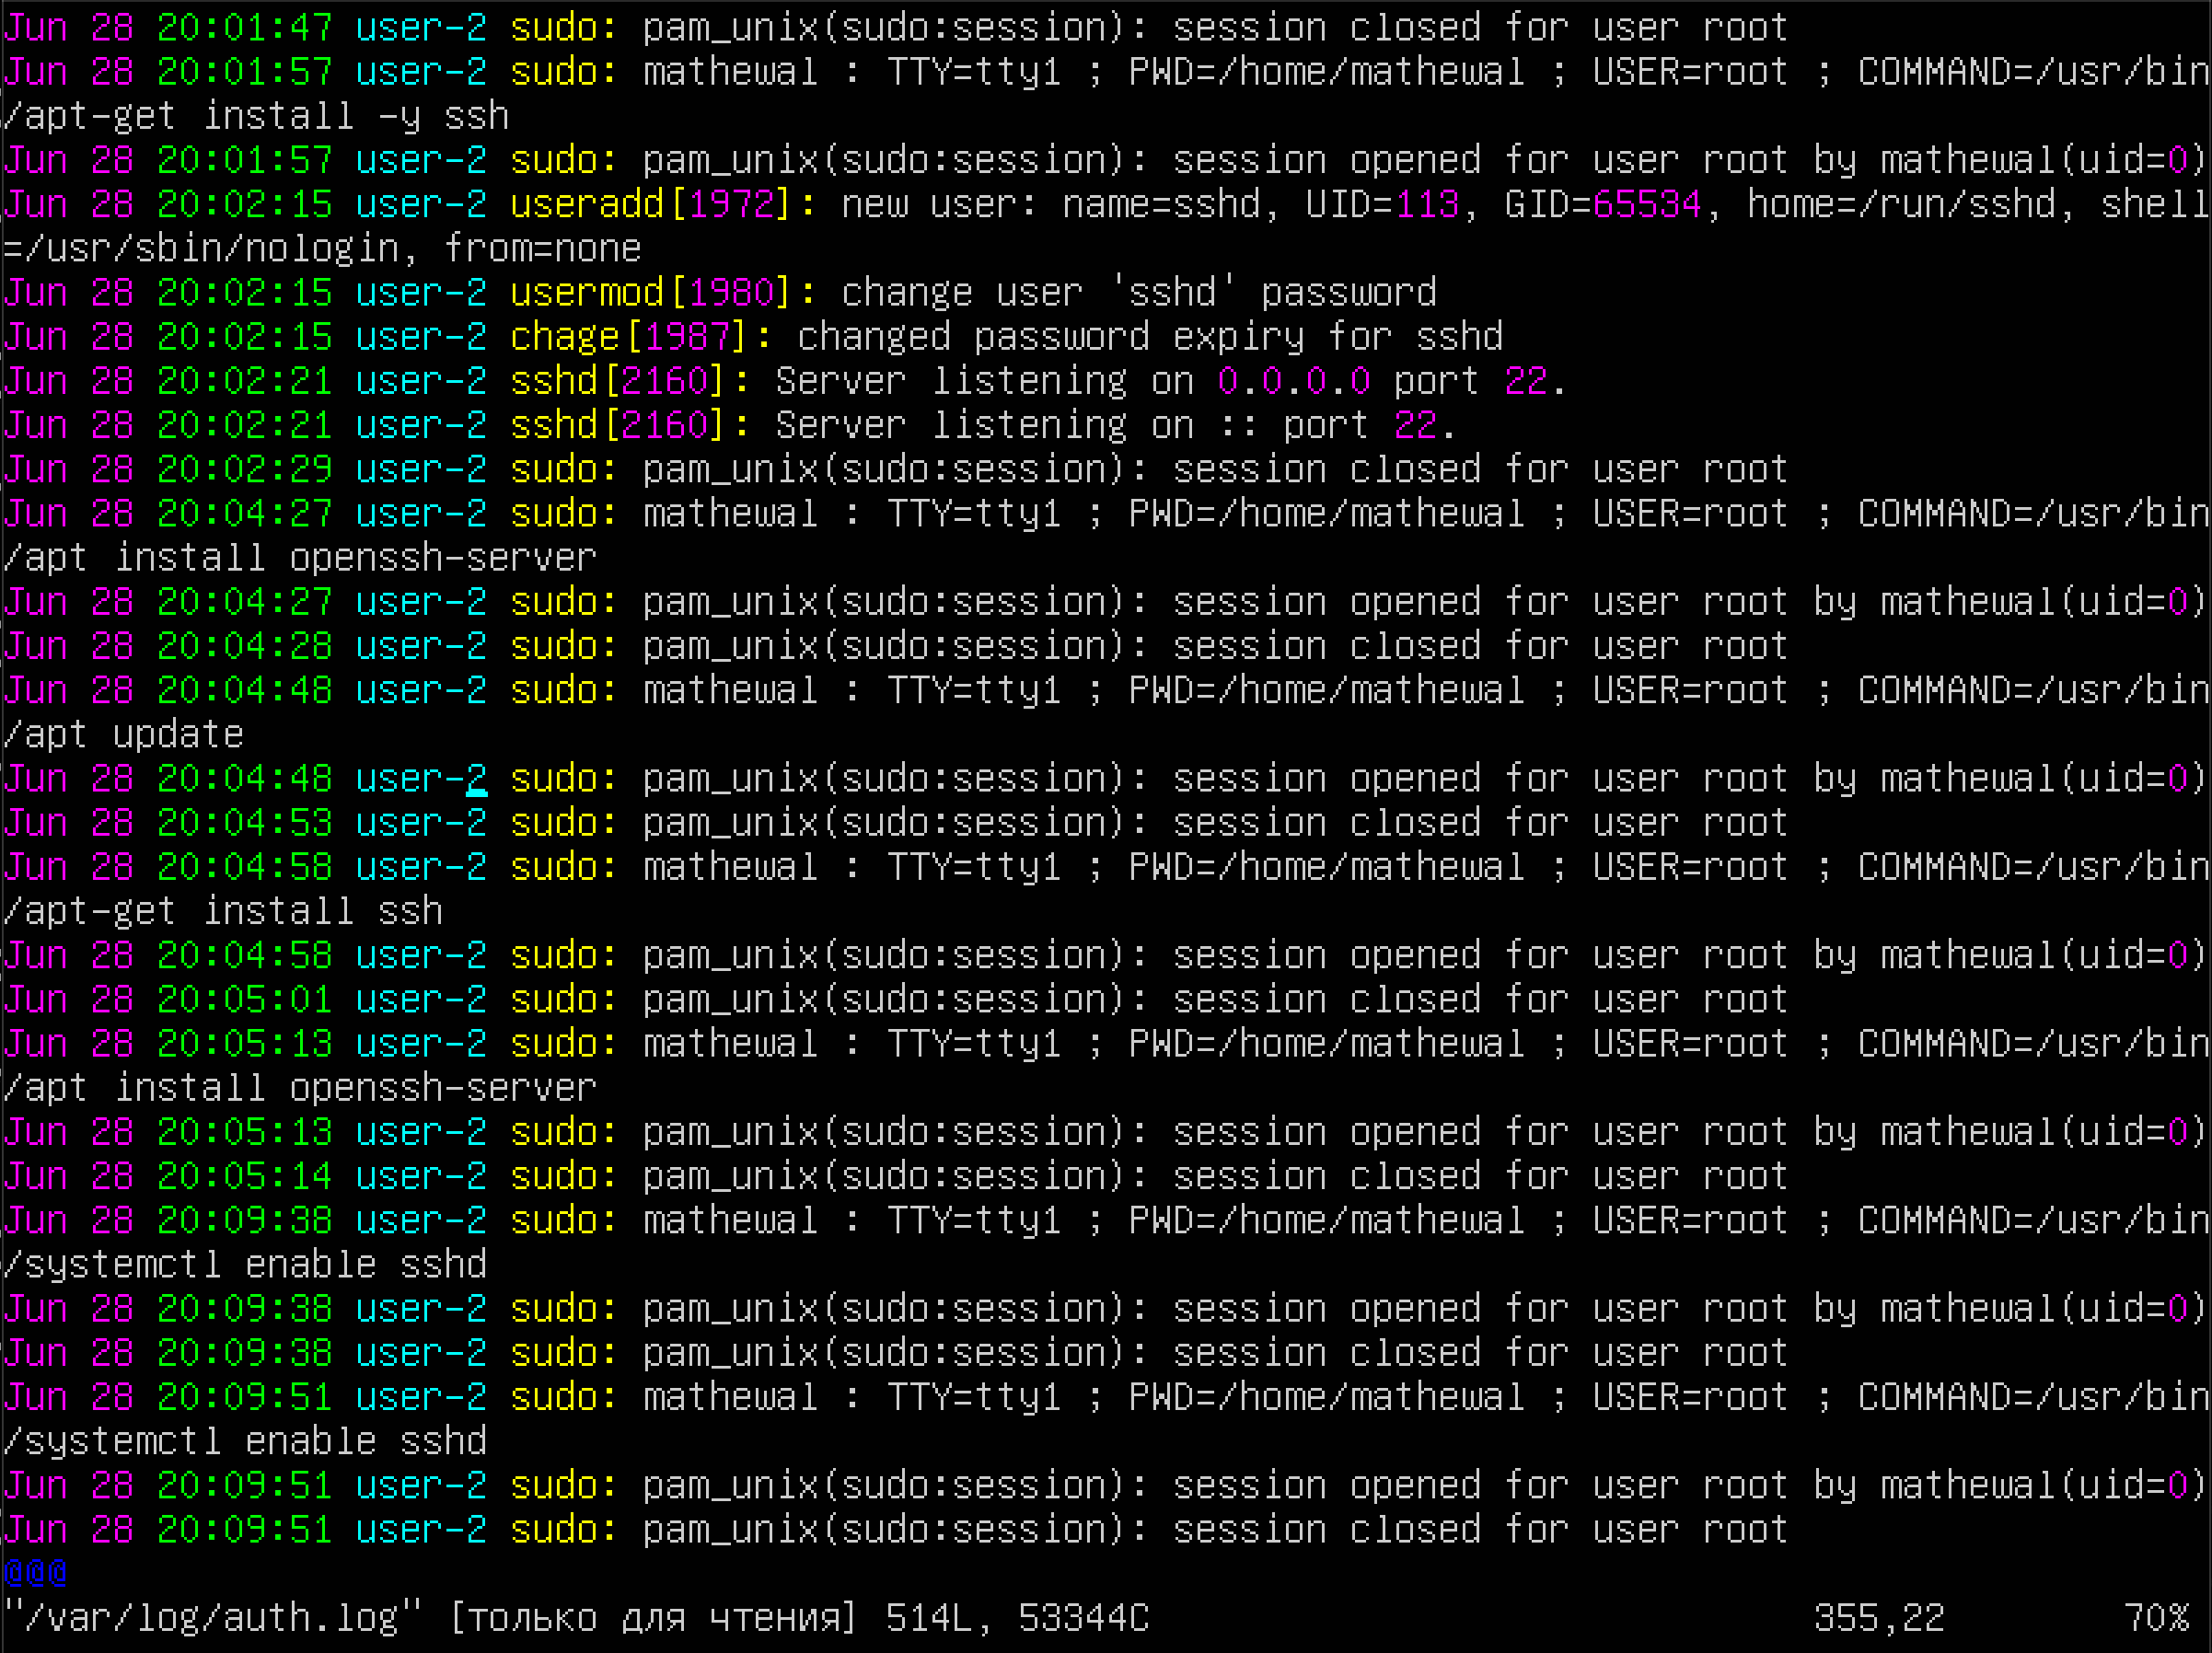 Jun 28 20:01:47 user-2 sudo: pam_unix(sudo:session): session closed for user root
Jun 28 20:01:57 user-2 sudo: mathewal : TTY=tty1 ; PWD=/home/mathewal ; USER=root ; COMMAND=/usr/bin
/apt-get install -y ssh
Jun 28 20:01:57 user-2 sudo: pam_unix(sudo:session): session opened for user root by mathewal(uid=0)
Jun 28 20:02:15 user-2 useradd[1972]: new user: name=sshd, UID=113, GID=65534, home=/run/sshd, shell
=/usr/sbin/nologin, from=none
Jun 28 20:02:15 user-2 usermod[1980]: change user 'sshd' password
Jun 28 20:02:15 user-2 chage[1987]: changed password expiry for sshd
Jun 28 20:02:21 user-2 sshd[2160]: Server listening on 0.0.0.0 port 22.
Jun 28 20:02:21 user-2 sshd[2160]: Server listening on :: port 22.
Jun 28 20:02:29 user-2 sudo: pam_unix(sudo:session): session closed for user root
Jun 28 20:04:27 user-2 sudo: mathewal : TTY=tty1 ; PWD=/home/mathewal ; USER=root ; COMMAND=/usr/bin
/apt install openssh-server
Jun 28 20:04:27 user-2 sudo: pam_unix(sudo:session): session opened for user root by mathewal(uid=0)
Jun 28 20:04:28 user-2 sudo: pam_unix(sudo:session): session closed for user root
Jun 28 20:04:48 user-2 sudo: mathewal : TTY=tty1 ; PWD=/home/mathewal ; USER=root ; COMMAND=/usr/bin
/apt update
Jun 28 20:04:48 user-2 sudo: pam_unix(sudo:session): session opened for user root by mathewal(uid=0)
Jun 28 20:04:53 user-2 sudo: pam_unix(sudo:session): session closed for user root
Jun 28 20:04:58 user-2 sudo: mathewal : TTY=tty1 ; PWD=/home/mathewal ; USER=root ; COMMAND=/usr/bin
/apt-get install ssh
Jun 28 20:04:58 user-2 sudo: pam_unix(sudo:session): session opened for user root by mathewal(uid=0)
Jun 28 20:05:01 user-2 sudo: pam_unix(sudo:session): session closed for user root
Jun 28 20:05:13 user-2 sudo: mathewal : TTY=tty1 ; PWD=/home/mathewal ; USER=root ; COMMAND=/usr/bin
/apt install openssh-server
Jun 28 20:05:13 user-2 sudo: pam_unix(sudo:session): session opened for user root by mathewal(uid=0)
Jun 28 20:05:14 user-2 sudo: pam_unix(sudo:session): session closed for user root
Jun 28 20:09:38 user-2 sudo: mathewal : TTY=tty1 ; PWD=/home/mathewal ; USER=root ; COMMAND=/usr/bin
/systemctl enable sshd
Jun 28 20:09:38 user-2 sudo: pam_unix(sudo:session): session opened for user root by mathewal(uid=0)
Jun 28 20:09:38 user-2 sudo: pam_unix(sudo:session): session closed for user root
Jun 28 20:09:51 user-2 sudo: mathewal : TTY=tty1 ; PWD=/home/mathewal ; USER=root ; COMMAND=/usr/bin
/systemctl enable sshd
Jun 28 20:09:51 user-2 sudo: pam_unix(sudo:session): session opened for user root by mathewal(uid=0)
Jun 28 20:09:51 user-2 sudo: pam_unix(sudo:session): session closed for user root
@@@
"/var/log/auth.log" [только для чтения] 514L, 53344C 355,22 70%